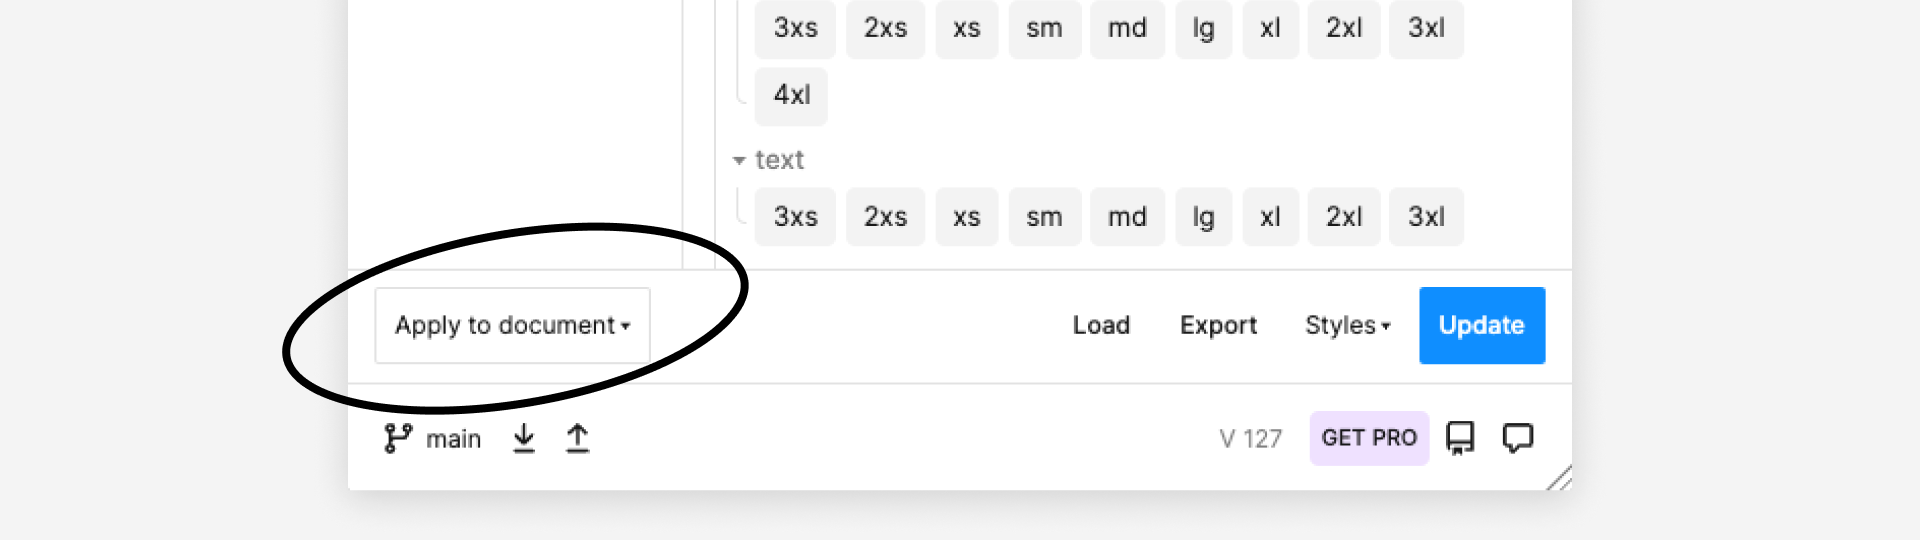 3xs 2xs xs sm md lg xl 2xl 3xl
4xl
text
3xs 2xs xs sm md lg xl 2xl 3xl
Apply to document Load Export Styles Update
main V 127 GET PRO